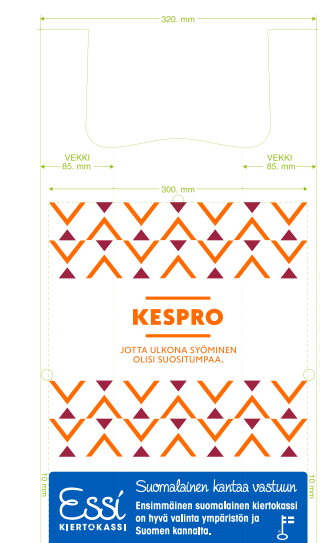 320. mm
VEKKI
85. mm
VEKKI
85. mm
300. mm
KESPRO
JOTTA ULKONA SYÖMINEN
OLISI SUOSITUMPAA.
10 mm
10 mm
Essi
KIERTOKASSI
Suomalainen kantaa vastuun
Ensimmäinen suomalainen kiertokassi
on hyvä valinta ympäristön ja
Suomen kannalta.